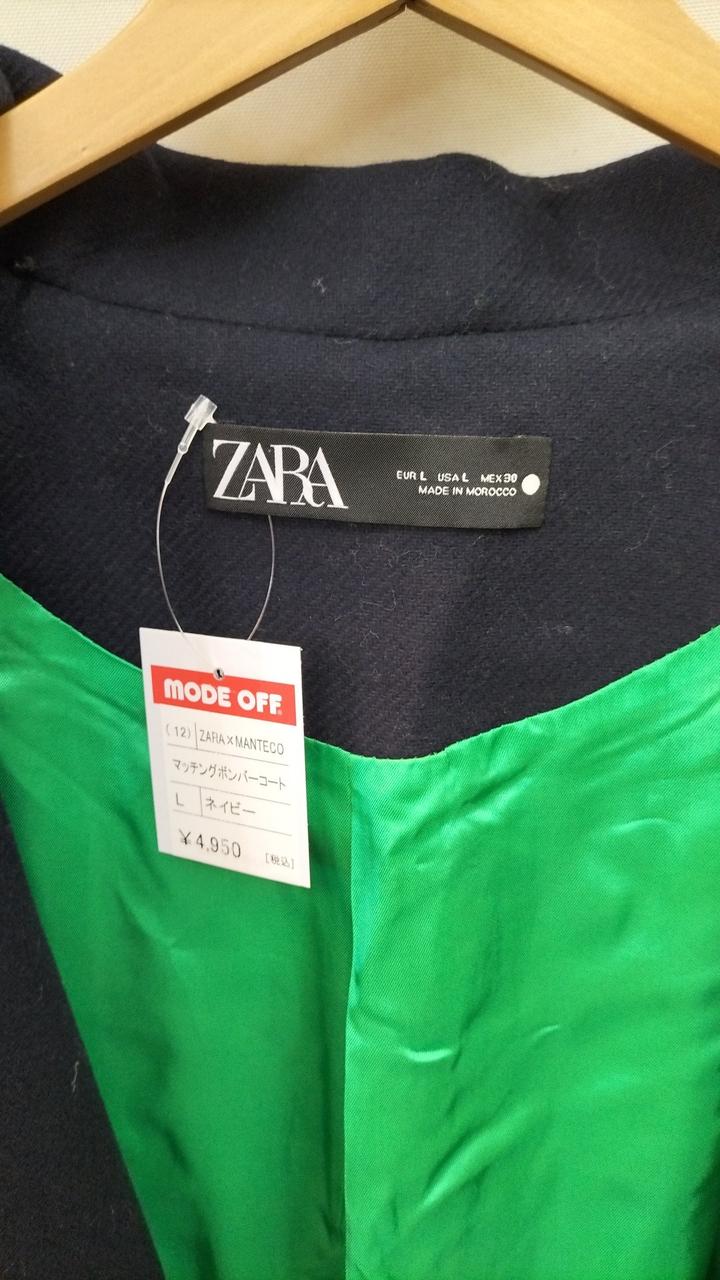 ZARA
EUR L USA L MEX 30
MADE IN MOROCCO
MODE OFF
(12) ZARA×MANTECO
マッチングボンバーコート
L ネイビー
¥4,950 [税込]